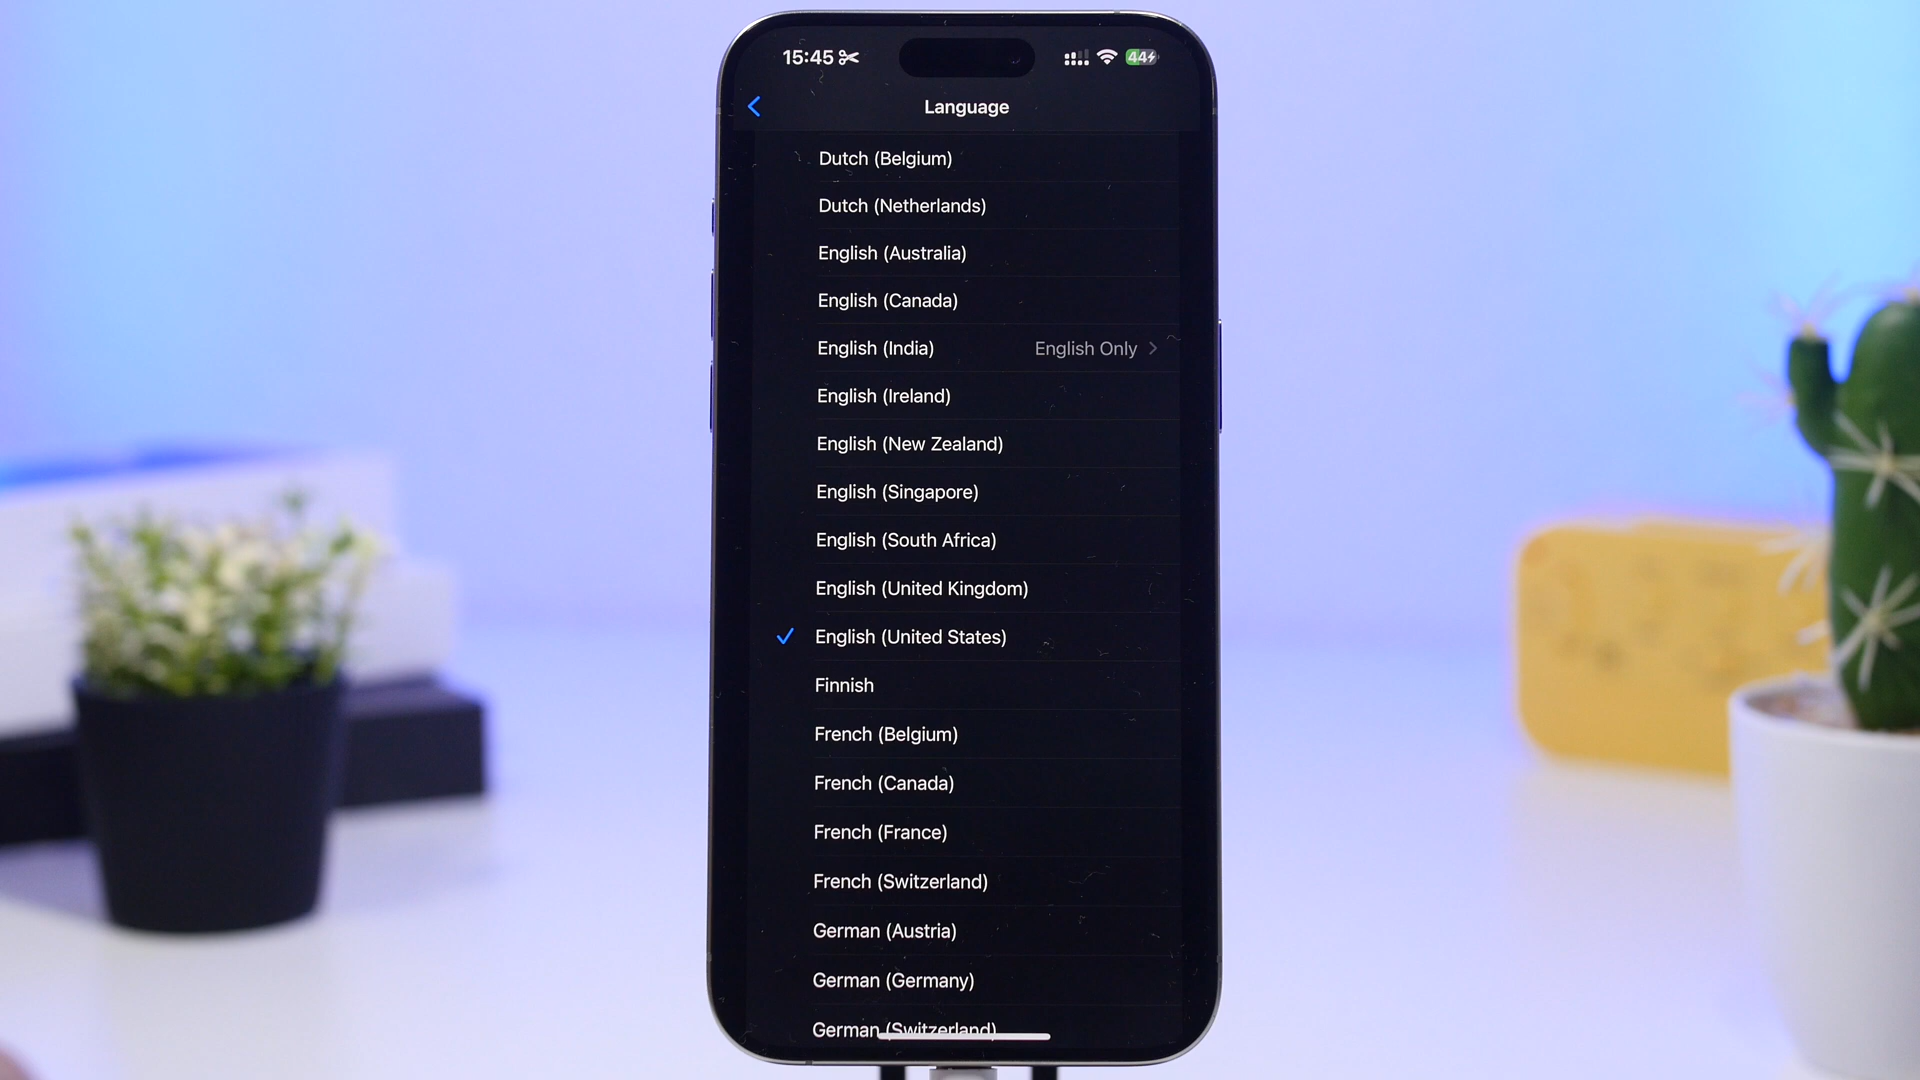 15:45
44
Language
Dutch (Belgium)
Dutch (Netherlands)
English (Australia)
English (Canada)
English (India) English Only
English (Ireland)
English (New Zealand)
English (Singapore)
English (South Africa)
English (United Kingdom)
English (United States)
Finnish
French (Belgium)
French (Canada)
French (France)
French (Switzerland)
German (Austria)
German (Germany)
German (Switzerland)